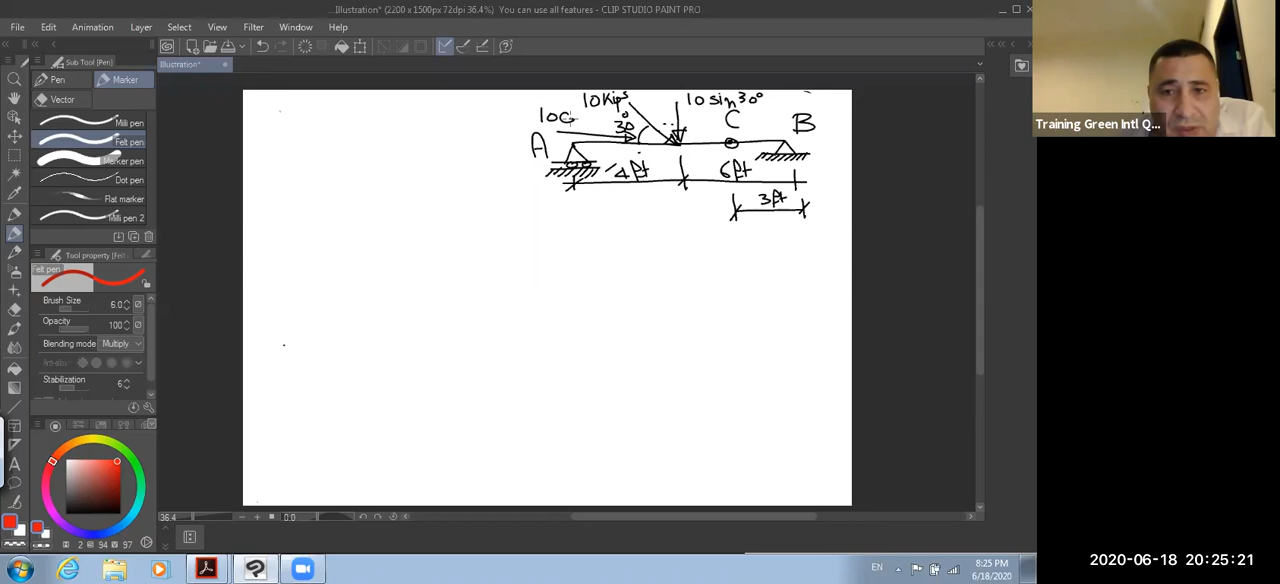 Illustration* (2200 x 1500px 72dpi 36.4%) You can use all features - CLIP STUDIO PAINT PRO
File Edit Animation Layer Select View Filter Window Help
Sub Tool [Pen]
Illustration*
Pen Marker
Vector
Milli pen
Felt pen
Marker pen
Dot pen
Flat marker
Milli pen 2
Tool property [Felt
Felt pen
Brush Size 6.0
Opacity 100
Blending mode Multiply
Stabilization 6
2 94 97
10 Kips 10 sin 30°
10C 30° C B
A
4 ft 6 ft
3 ft
36.4 0.0
Training Green Intl Q...
EN 8:25 PM
6/18/2020
2020-06-18 20:25:21